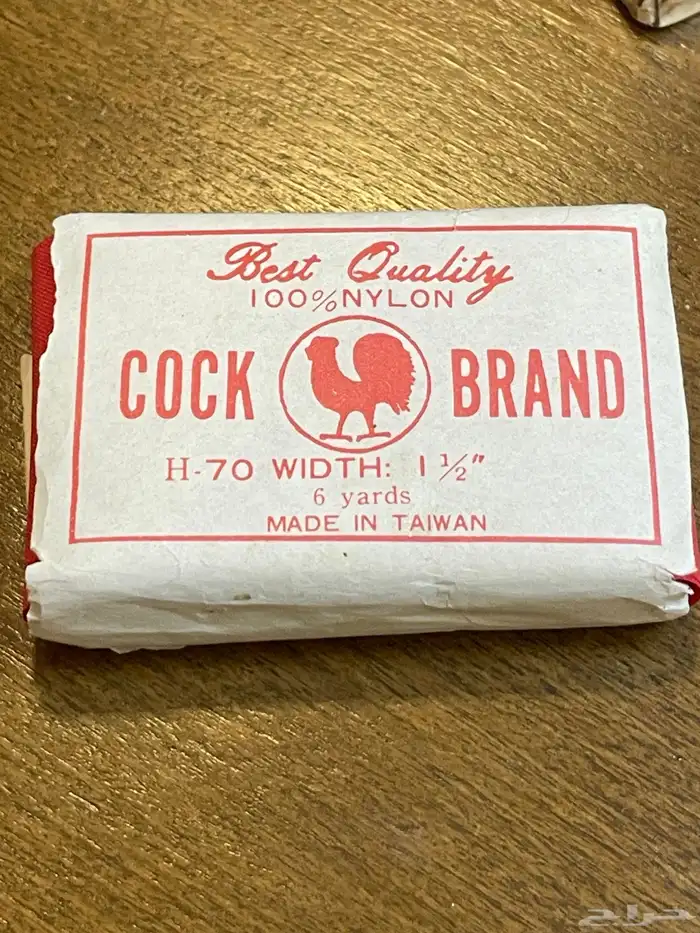 Best Quality
100% NYLON
COCK BRAND
H-70 WIDTH: 1 1/2"
6 yards
MADE IN TAIWAN
حراج